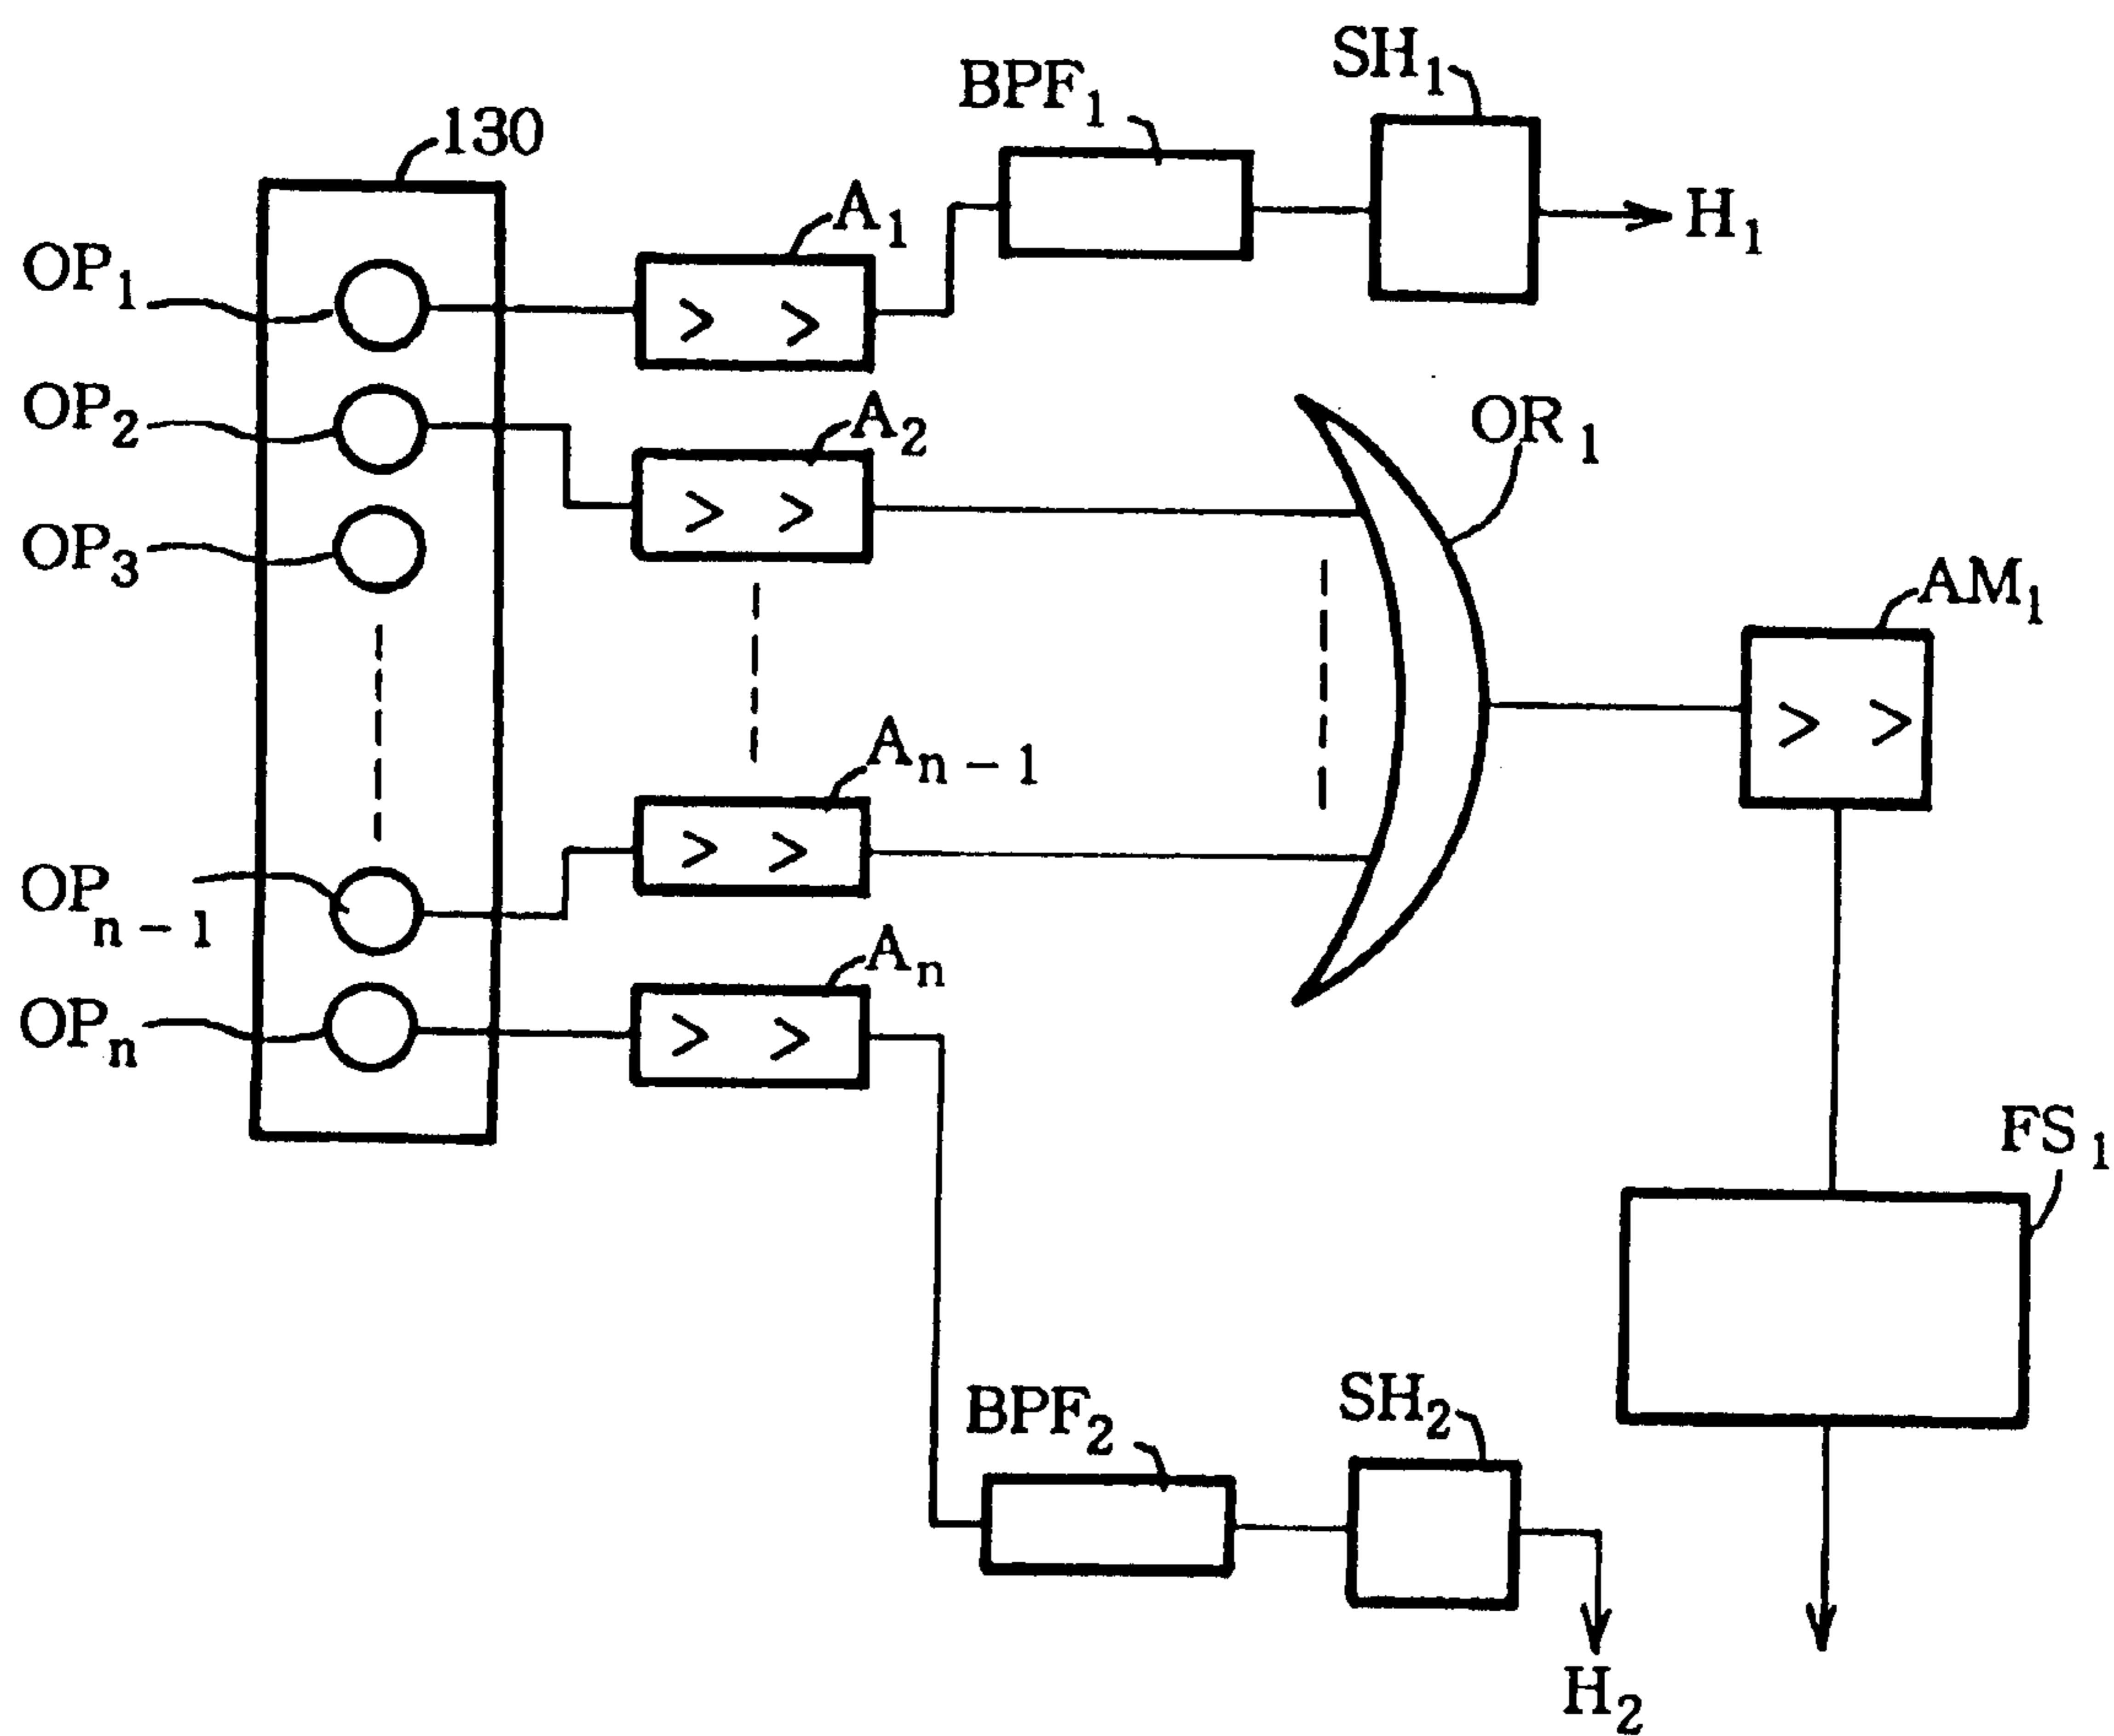 SH₁
BPF₁
130
A₁
H₁
OP₁
> >
OP₂
A₂
OR₁
> >
OP₃
AM₁
> >
Aₙ₋₁
> >
OPₙ₋₁
Aₙ
OPₙ
> >
FS₁
BPF₂
SH₂
H₂